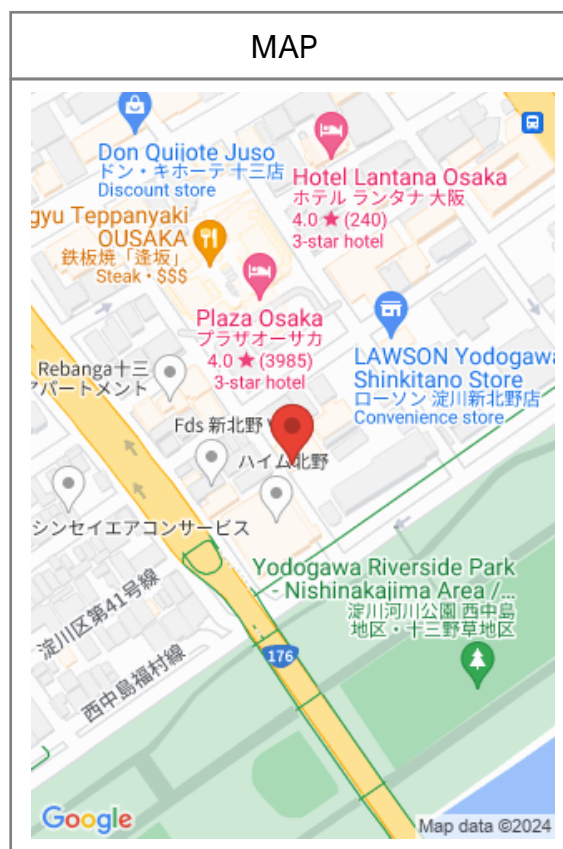 MAP
Don Quijote Juso
ドン・キホーテ 十三店
Discount store
Hotel Lantana Osaka
ホテル ランタナ 大阪
4.0 ★ (240)
3-star hotel
gyu Teppanyaki
OUSAKA
鉄板焼「逢坂」
Steak · $$$
Plaza Osaka
プラザオーサカ
4.0 ★ (3985)
3-star hotel
LAWSON Yodogawa
Shinkitano Store
ローソン 淀川新北野店
Convenience store
Rebanga十三
アパートメント
Fds 新北野
ハイム北野
シンセイエアコンサービス
Yodogawa Riverside Park
- Nishinakajima Area /...
淀川河川公園 西中島
地区・十三野草地区
淀川区第41号線
西中島福村線
176
Google
Map data ©2024